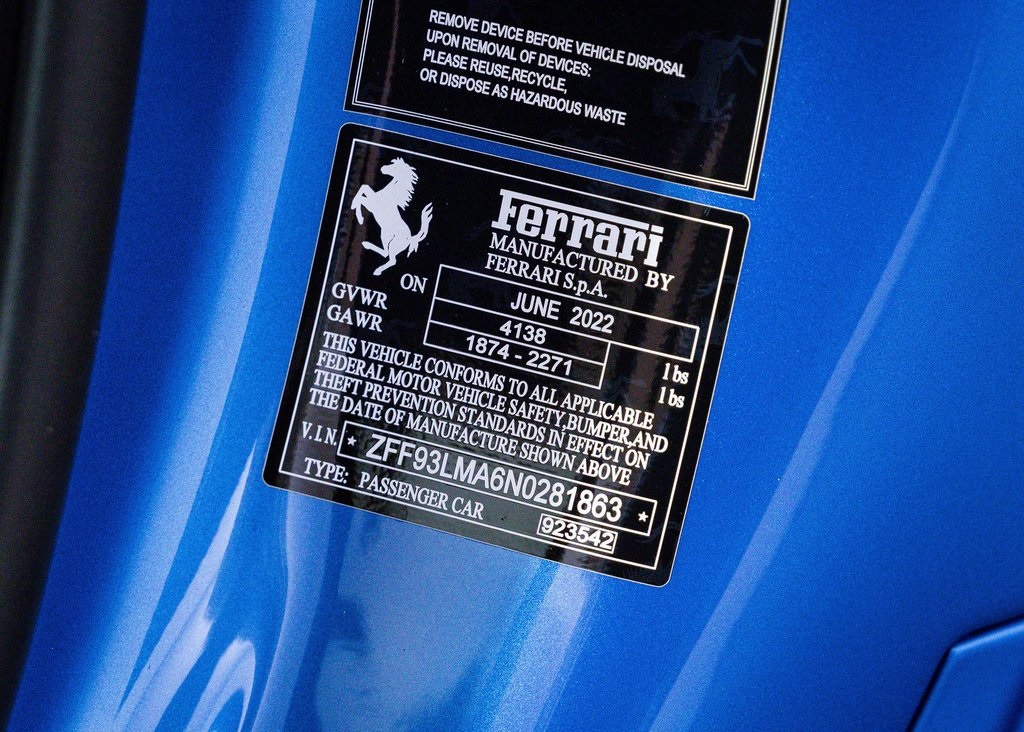 REMOVE DEVICE BEFORE VEHICLE DISPOSAL
UPON REMOVAL OF DEVICES:
PLEASE REUSE,RECYCLE,
OR DISPOSE AS HAZARDOUS WASTE
Ferrari
MANUFACTURED BY
FERRARI S.p.A.
ON JUNE 2022
GVWR 4138 lbs
GAWR 1874 - 2271 lbs
THIS VEHICLE CONFORMS TO ALL APPLICABLE
FEDERAL MOTOR VEHICLE SAFETY,BUMPER,AND
THEFT PREVENTION STANDARDS IN EFFECT ON
THE DATE OF MANUFACTURE SHOWN ABOVE
V.I.N. * ZFF93LMA6N0281863 *
TYPE: PASSENGER CAR 923542